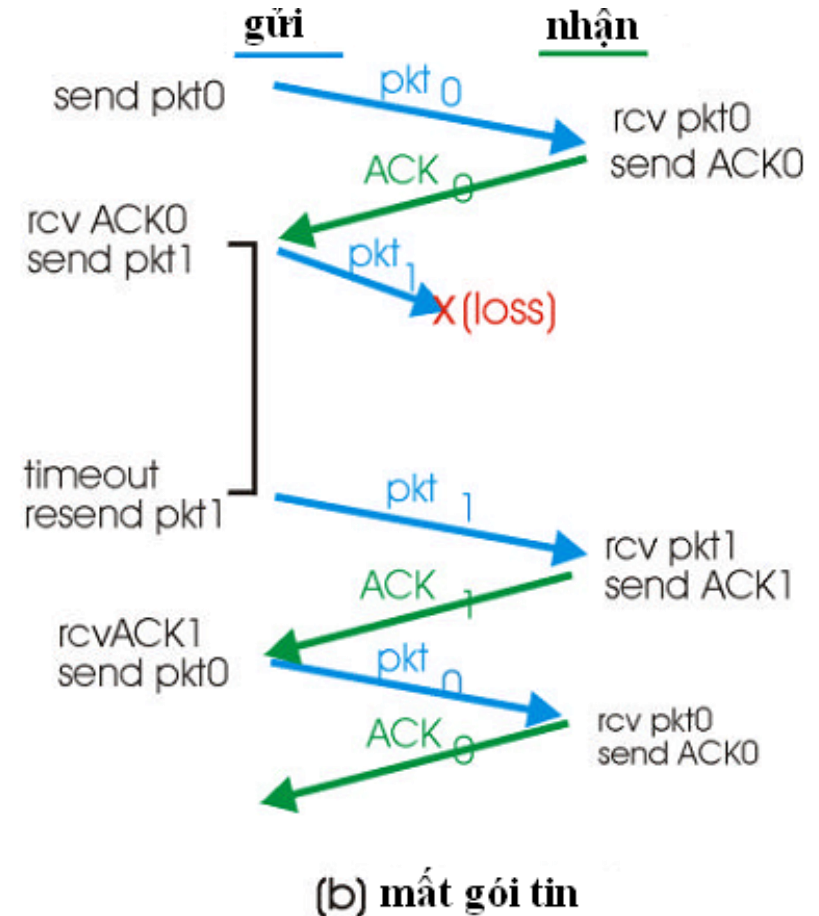 gửi
nhận
send pkt0
pkt 0
rcv pkt0
send ACK0
ACK 0
rcv ACK0
send pkt1
pkt 1
X (loss)
timeout
resend pkt1
pkt 1
rcv pkt1
send ACK1
ACK 1
rcvACK1
send pkt0
pkt 0
rcv pkt0
send ACK0
ACK 0
(b) mất gói tin